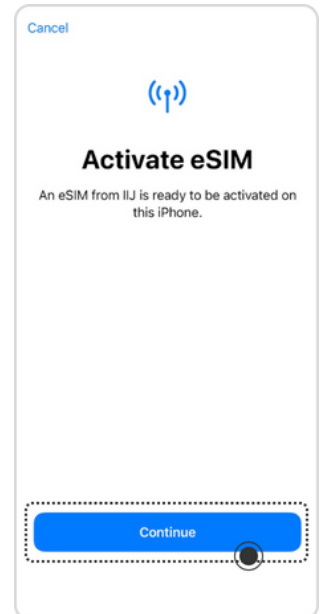 Cancel
Activate eSIM
An eSIM from IIJ is ready to be activated on
this iPhone.
Continue